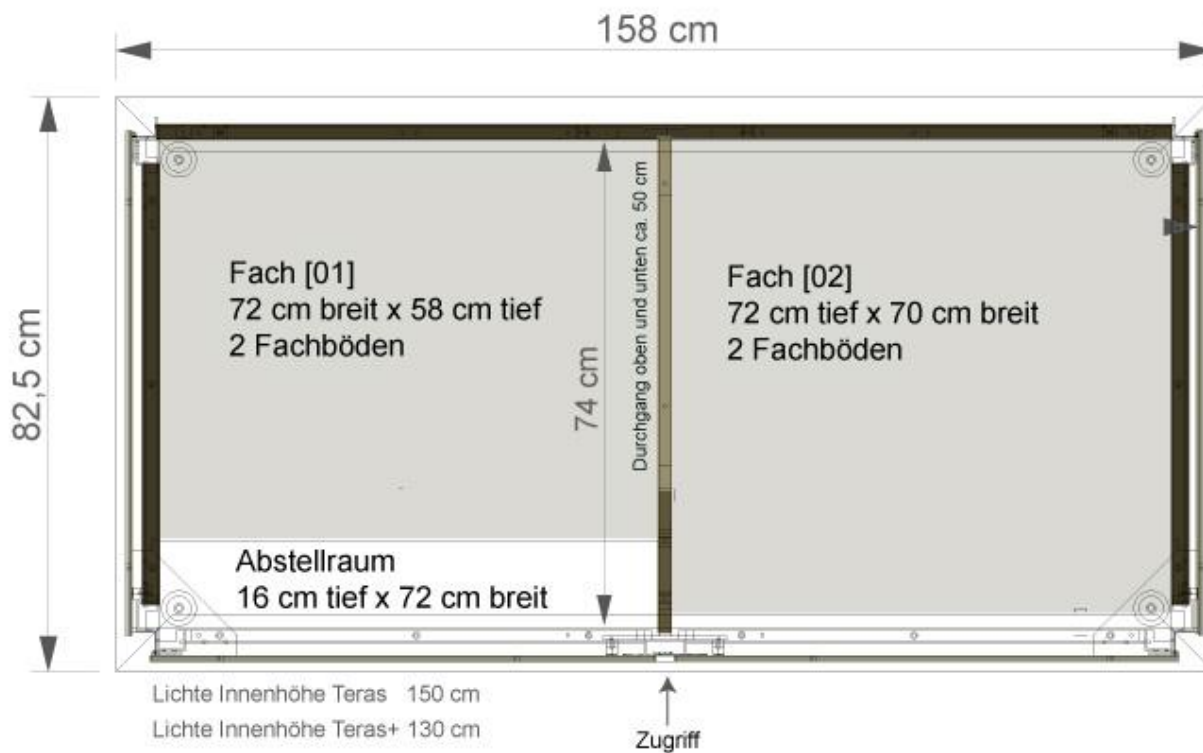 158 cm
82,5 cm
Fach [01]
72 cm breit x 58 cm tief
2 Fachböden
74 cm
Durchgang oben und unten ca. 50 cm
Fach [02]
72 cm tief x 70 cm breit
2 Fachböden
Abstellraum
16 cm tief x 72 cm breit
Lichte Innenhöhe Teras 150 cm
Lichte Innenhöhe Teras+ 130 cm
Zugriff